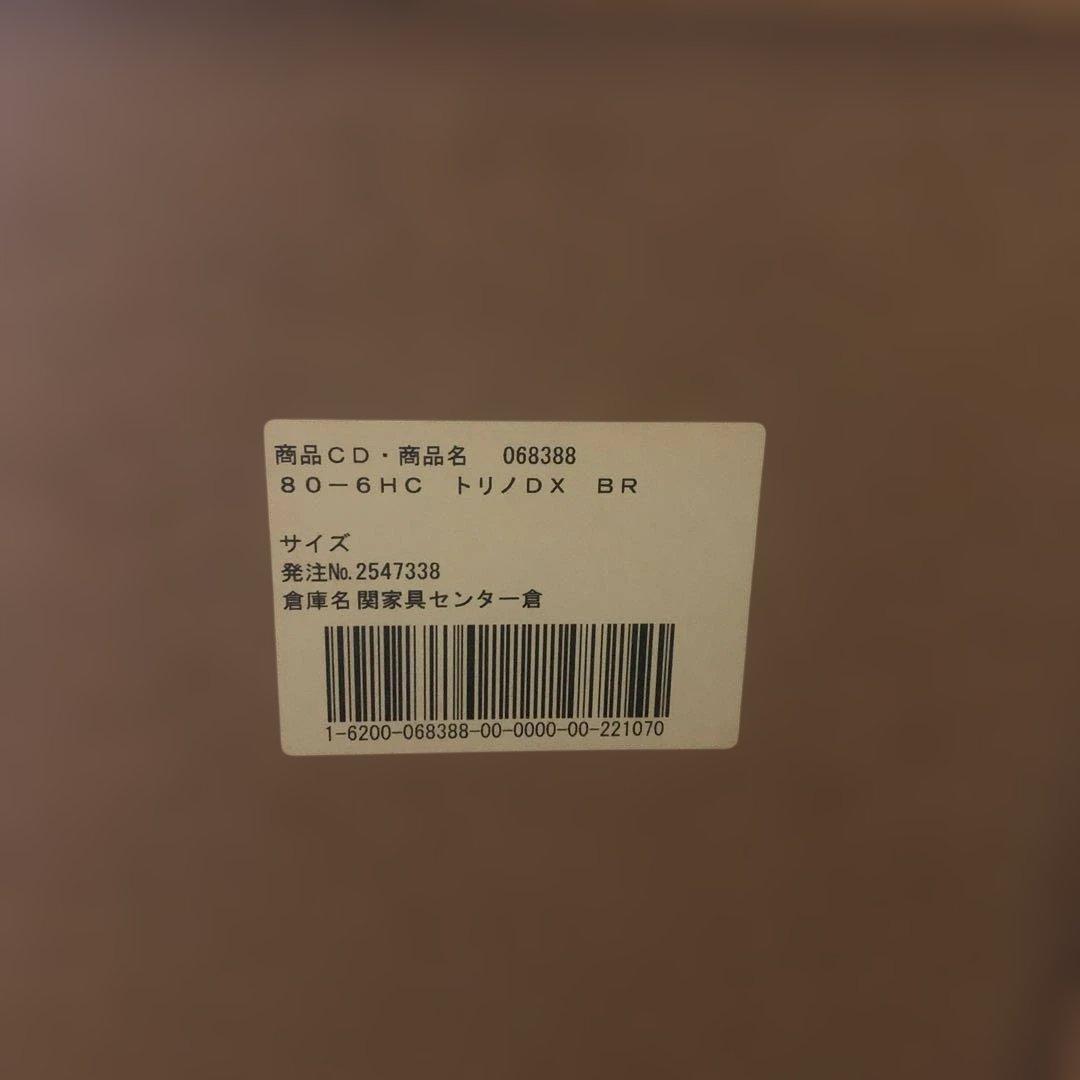 商品ＣＤ・商品名　068388
８０－６ＨＣ　トリノＤＸ　ＢＲ
サイズ
発注№.2547338
倉庫名 関家具センター倉
1-6200-068388-00-0000-00-221070